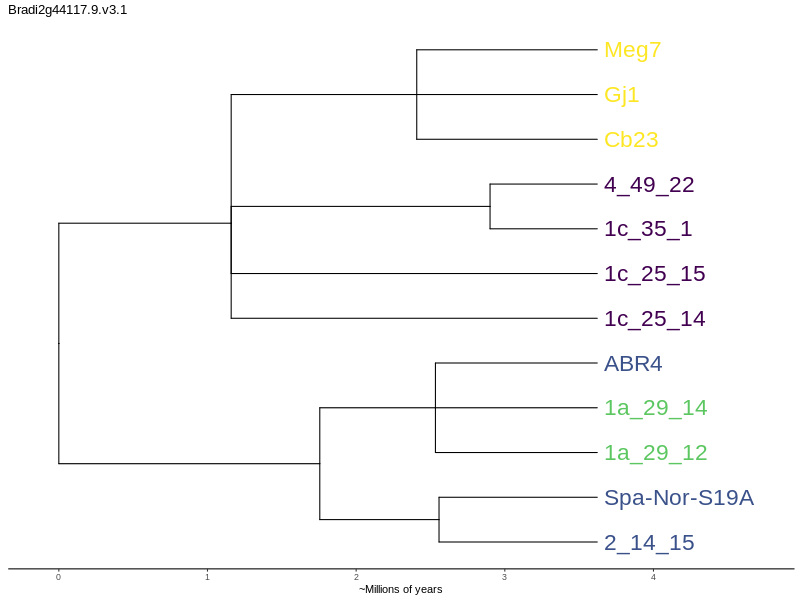 Bradi2g44117.9.v3.1
Meg7
Gj1
Cb23
4_49_22
1c_35_1
1c_25_15
1c_25_14
ABR4
1a_29_14
1a_29_12
Spa-Nor-S19A
2_14_15
0 1 2 3 4
~Millions of years